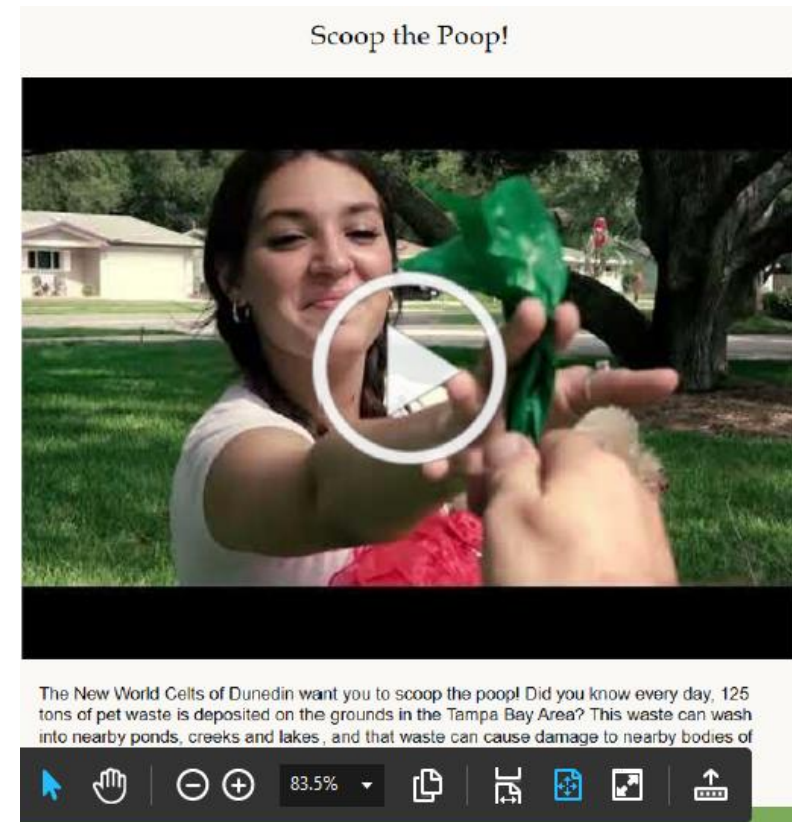 Scoop the Poop!
The New World Celts of Dunedin want you to scoop the poop! Did you know every day, 125
tons of pet waste is deposited on the grounds in the Tampa Bay Area? This waste can wash
into nearby ponds, creeks and lakes, and that waste can cause damage to nearby bodies of
83.5%